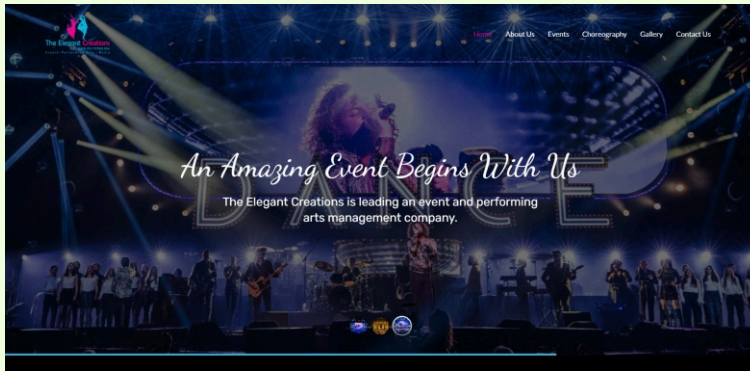 The Elegant Creations
Home About Us Events Choreography Gallery Contact Us
An Amazing Event Begins With Us
DANCE
The Elegant Creations is leading an event and performing
arts management company.